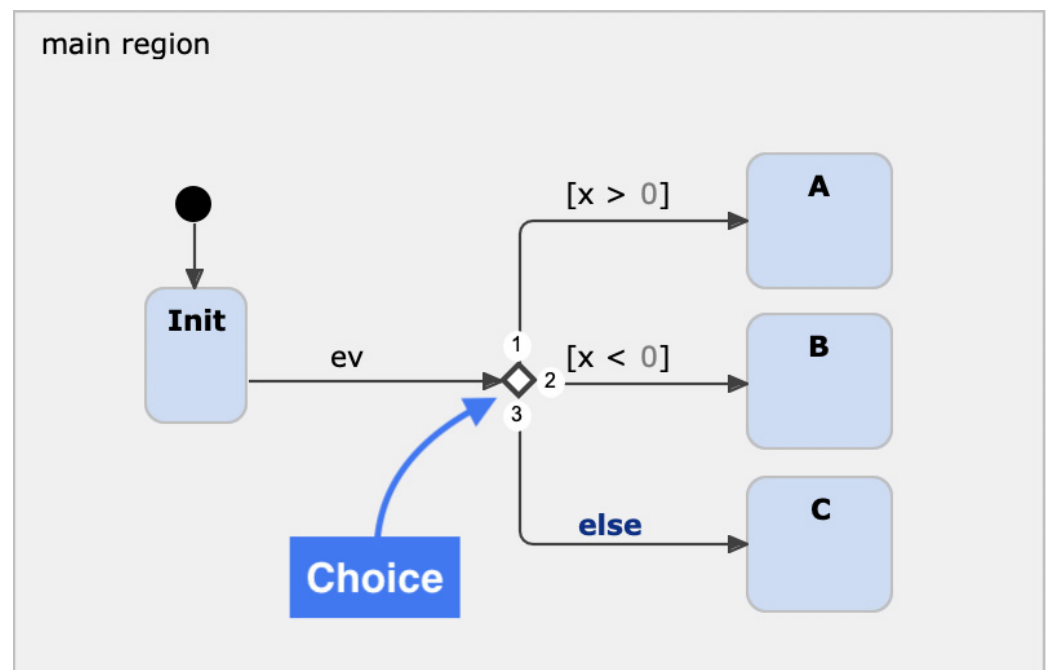 main region
[x > 0]
A
Init
ev
1
[x < 0]
2
B
3
else
C
Choice